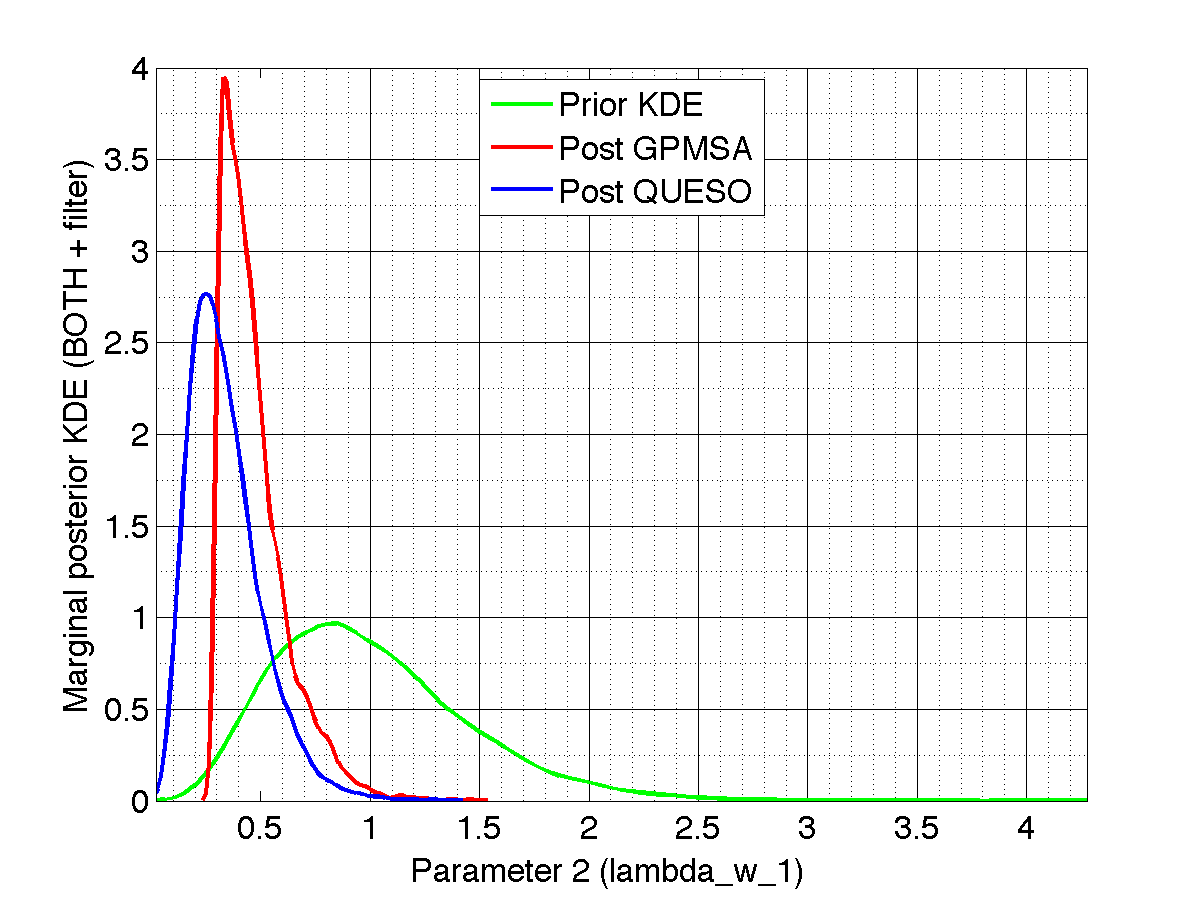 Marginal posterior KDE (BOTH + filter)
4
3.5
3
2.5
2
1.5
1
0.5
0
Prior KDE
Post GPMSA
Post QUESO
0.5 1 1.5 2 2.5 3 3.5 4
Parameter 2 (lambda_w_1)